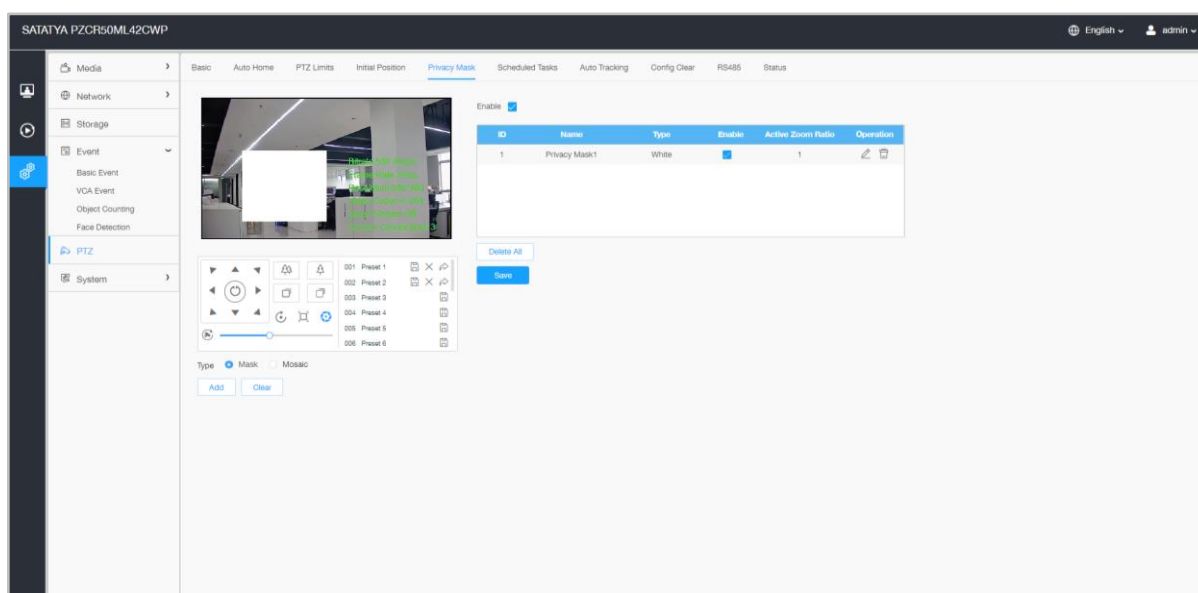 SATATYA PZCR50ML42CWP
English
admin
Media
Network
Storage
Event
Basic Event
VCA Event
Object Counting
Face Detection
PTZ
System
Basic Auto Home PTZ Limits Initial Position Privacy Mask Scheduled Tasks Auto Tracking Config Clear RS485 Status
Enable
ID Name Type Enable Active Zoom Ratio Operation
1 Privacy Mask1 White 1
Delete All
Save
001 Preset 1
002 Preset 2
003 Preset 3
004 Preset 4
005 Preset 5
006 Preset 6
Type Mask Mosaic
Add Clear